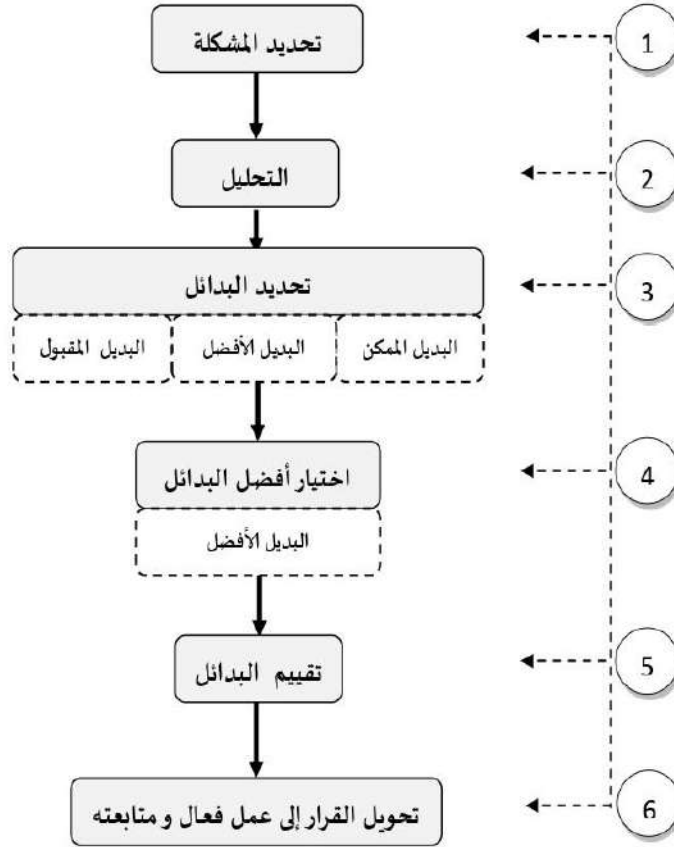 تحديد المشكلة
1
التحليل
2
تحديد البدائل
3
البديل الممكن
البديل الأفضل
البديل المقبول
اختيار أفضل البدائل
4
البديل الأفضل
تقييم البدائل
5
تحويل القرار إلى عمل فعال و متابعته
6